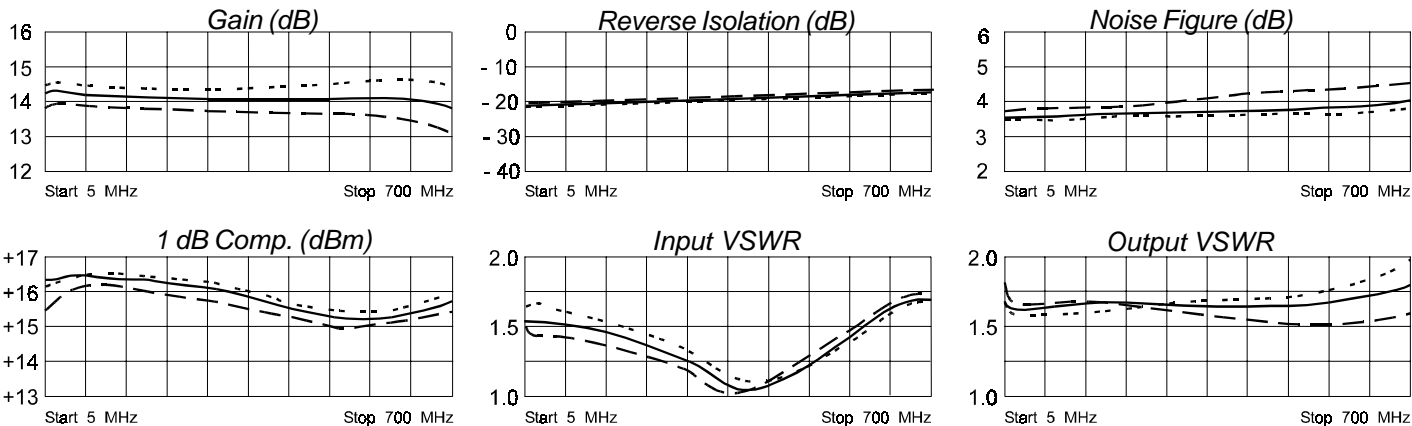 Gain (dB)
16
15
14
13
12
Start 5 MHz
Stop 700 MHz
Reverse Isolation (dB)
0
- 10
- 20
- 30
- 40
Start 5 MHz
Stop 700 MHz
Noise Figure (dB)
6
5
4
3
2
Start 5 MHz
Stop 700 MHz
1 dB Comp. (dBm)
+17
+16
+15
+14
+13
Start 5 MHz
Stop 700 MHz
Input VSWR
2.0
1.5
1.0
Start 5 MHz
Stop 700 MHz
Output VSWR
2.0
1.5
1.0
Start 5 MHz
Stop 700 MHz